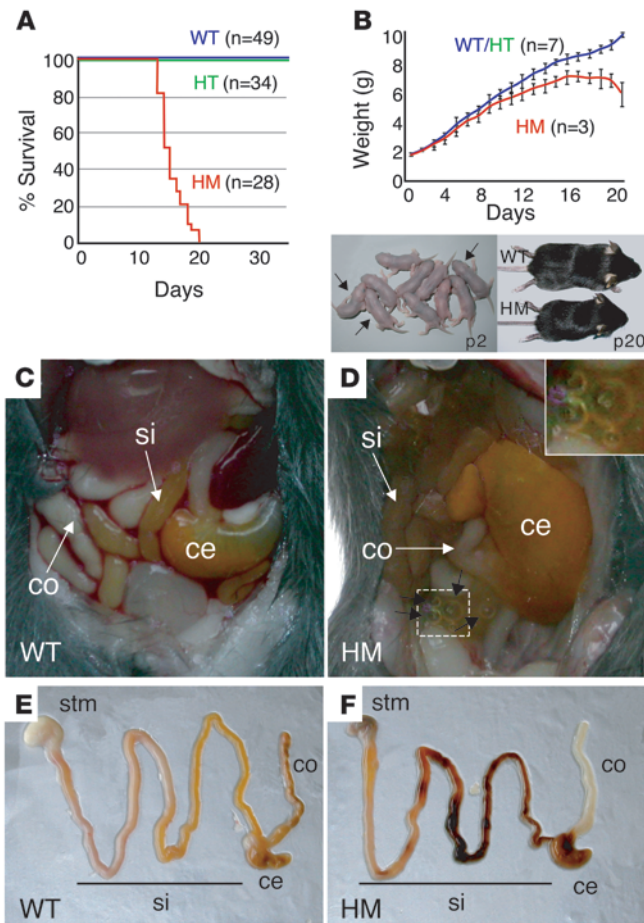 A
WT (n=49)
HT (n=34)
HM (n=28)
% Survival
100
80
60
40
20
0
0 10 20 30
Days
B
WT/HT (n=7)
HM (n=3)
Weight (g)
10
8
6
4
2
0 4 8 12 16 20
Days
p2
WT
HM
p20
C
si
ce
co
WT
D
si
ce
co
HM
E
stm
co
si
ce
WT
F
stm
co
si
ce
HM